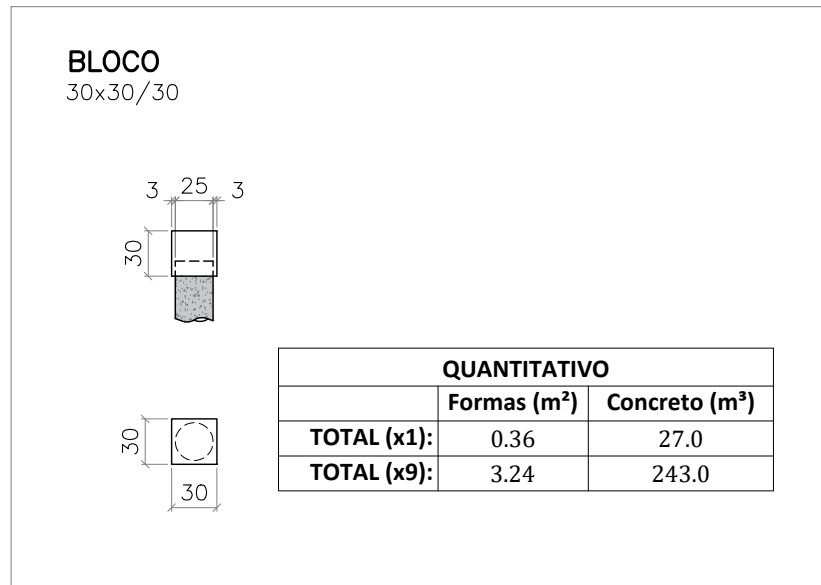 BLOCO
30x30/30
3 25 3
30
30
30
QUANTITATIVO
Formas (m²) Concreto (m³)
TOTAL (x1): 0.36 27.0
TOTAL (x9): 3.24 243.0